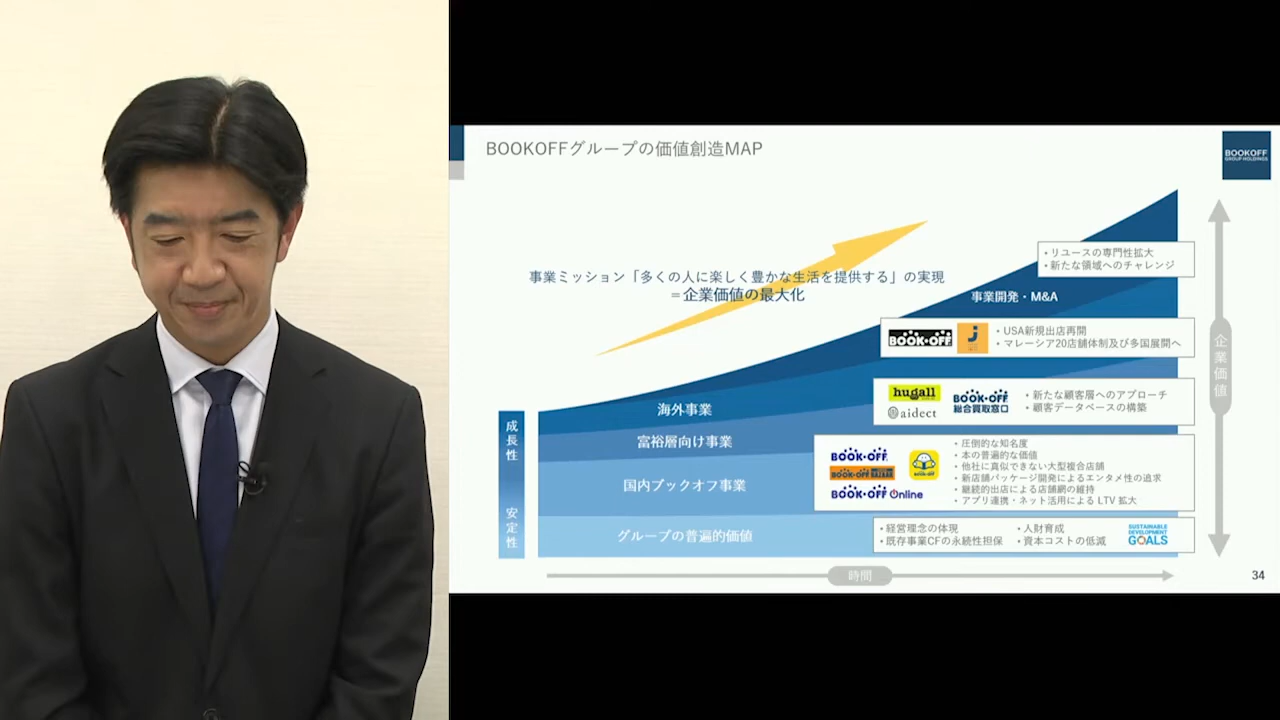 BOOKOFFグループの価値創造MAP
BOOKOFF
GROUP HOLDINGS
事業ミッション「多くの人に楽しく豊かな生活を提供する」の実現
＝企業価値の最大化
・リユースの専門性拡大
・新たな領域へのチャレンジ
事業開発・M&A
BOOK・OFF
J
・USA新規出店再開
・マレーシア20店舗体制及び多国展開へ
海外事業
hugall
aidect
BOOK・OFF
総合買取窓口
・新たな顧客層へのアプローチ
・顧客データベースの構築
富裕層向け事業
BOOK・OFF
BOOK・OFF
BOOK・OFF Online
・圧倒的な知名度
・本の普遍的な価値
・他社に真似できない大型複合店舗
・新店舗パッケージ開発によるエンタメ性の追求
・継続的出店による店舗網の維持
・アプリ連携・ネット活用による LTV 拡大
国内ブックオフ事業
グループの普遍的価値
・経営理念の体現
・既存事業CFの永続性担保
・人財育成
・資本コストの低減
SUSTAINABLE
DEVELOPMENT
GOALS
成長性
安定性
企業価値
時間
34